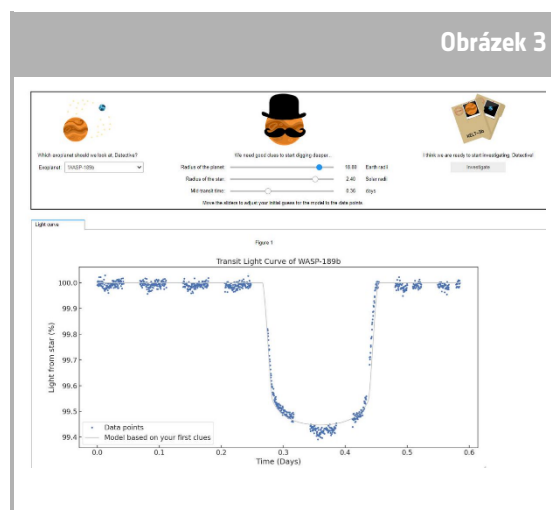 Obrázek 3
KELT-3b
Which exoplanet should we look at, Detective?
Exoplanet: WASP-189b
We need good clues to start digging deeper...
Radius of the planet: Earth radii
Radius of the star: 2.40 Solar radii
Mid-transit time: 0.36 days
Move the sliders to adjust your initial guess for the model to the data points
I think we are ready to start investigating, Detective!
Investigate
Light curve
Figure 1
Transit Light Curve of WASP-189b
100.0
99.9
99.8
99.7
99.6
99.5
99.4
Light from star (%)
Data points
Model based on your first clues
0.0 0.1 0.2 0.3 0.4 0.5 0.6
Time (Days)